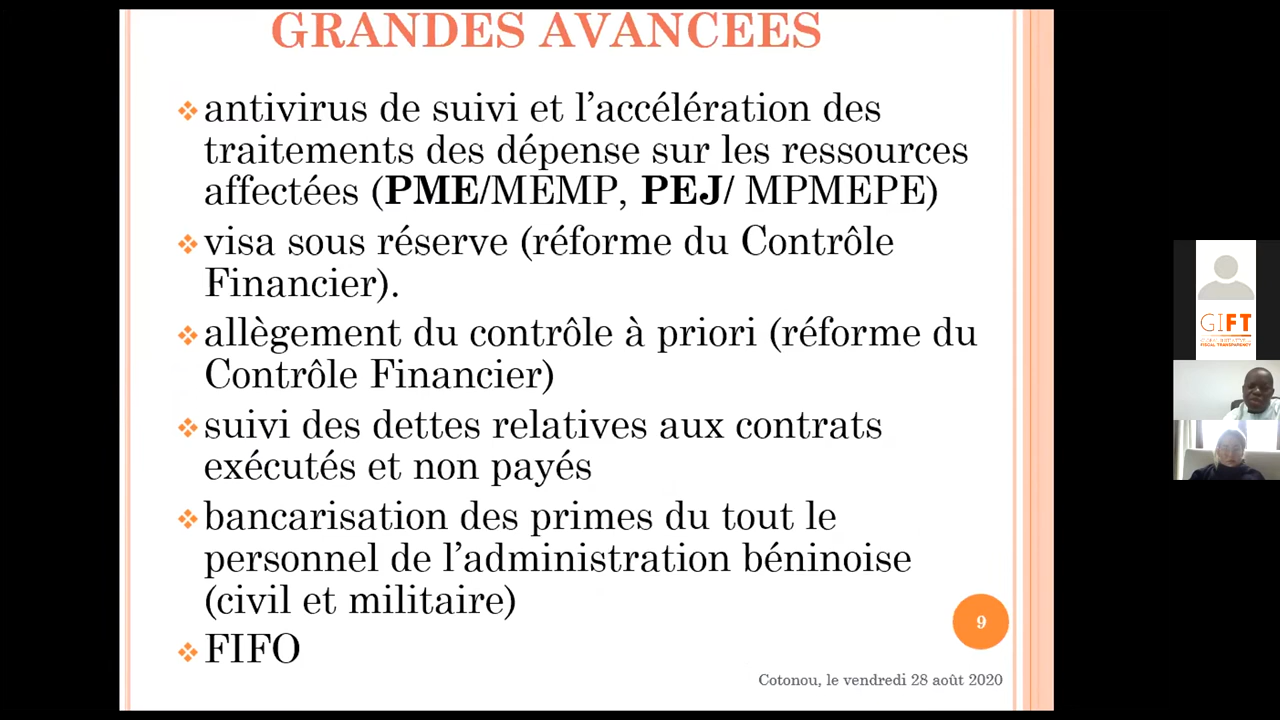 GRANDES AVANCEES
❖ antivirus de suivi et l’accélération des
traitements des dépense sur les ressources
affectées (PME/MEMP, PEJ/ MPMEPE)
❖ visa sous réserve (réforme du Contrôle
Financier).
❖ allègement du contrôle à priori (réforme du
Contrôle Financier)
❖ suivi des dettes relatives aux contrats
exécutés et non payés
❖ bancarisation des primes du tout le
personnel de l’administration béninoise
(civil et militaire)
❖ FIFO
9
Cotonou, le vendredi 28 août 2020
GIFT
FISCAL TRANSPARENCY